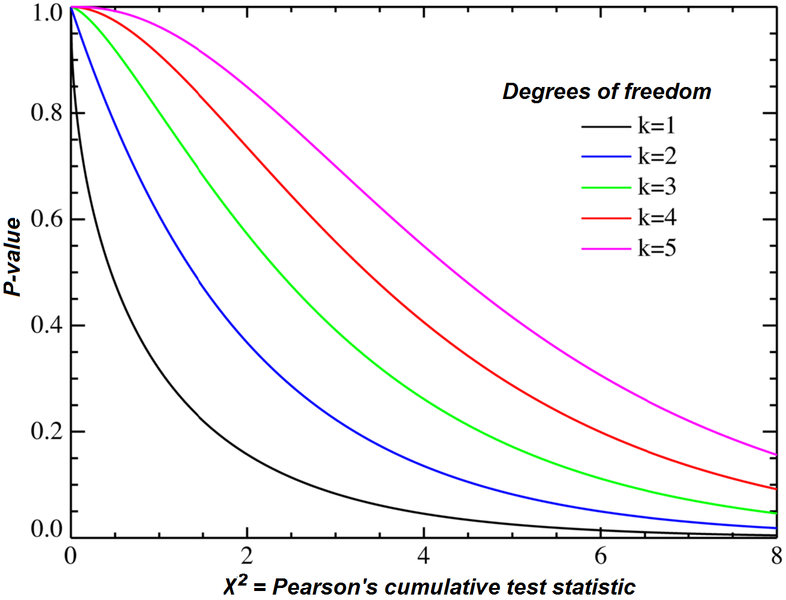 1.0
0.8
0.6
0.4
0.2
0.0
P-value
Degrees of freedom
k=1
k=2
k=3
k=4
k=5
0 2 4 6 8
X² = Pearson's cumulative test statistic